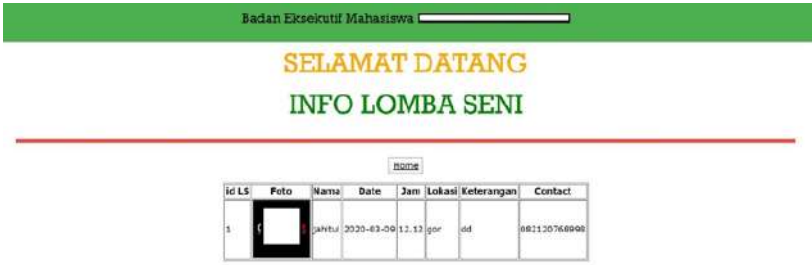 Badan Eksekutif Mahasiswa
SELAMAT DATANG
INFO LOMBA SENI
Home
id LS Foto Nama Date Jam Lokasi Keterangan Contact
1 jahitul 2020-03-09 12.12 gor dd 082120768998